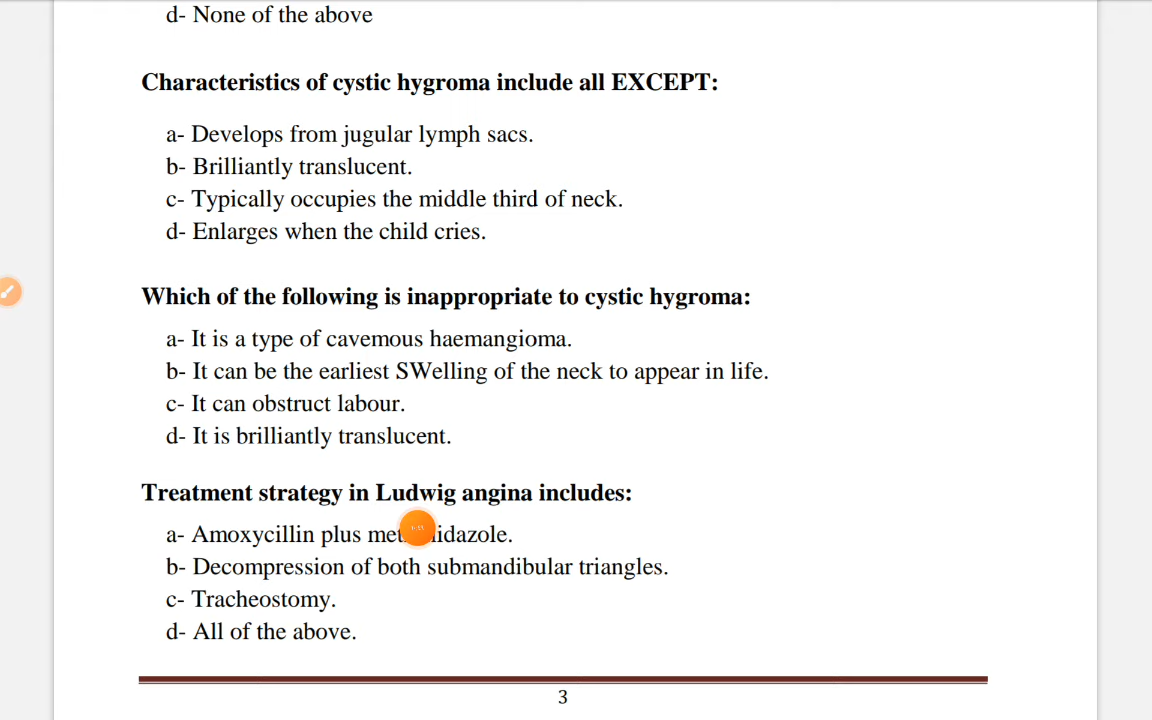 d- None of the above
Characteristics of cystic hygroma include all EXCEPT:
a- Develops from jugular lymph sacs.
b- Brilliantly translucent.
c- Typically occupies the middle third of neck.
d- Enlarges when the child cries.
Which of the following is inappropriate to cystic hygroma:
a- It is a type of cavemous haemangioma.
b- It can be the earliest SWelling of the neck to appear in life.
c- It can obstruct labour.
d- It is brilliantly translucent.
Treatment strategy in Ludwig angina includes:
a- Amoxycillin plus
b- Decompression of both submandibular triangles.
c- Tracheostomy.
d- All of the above.
3